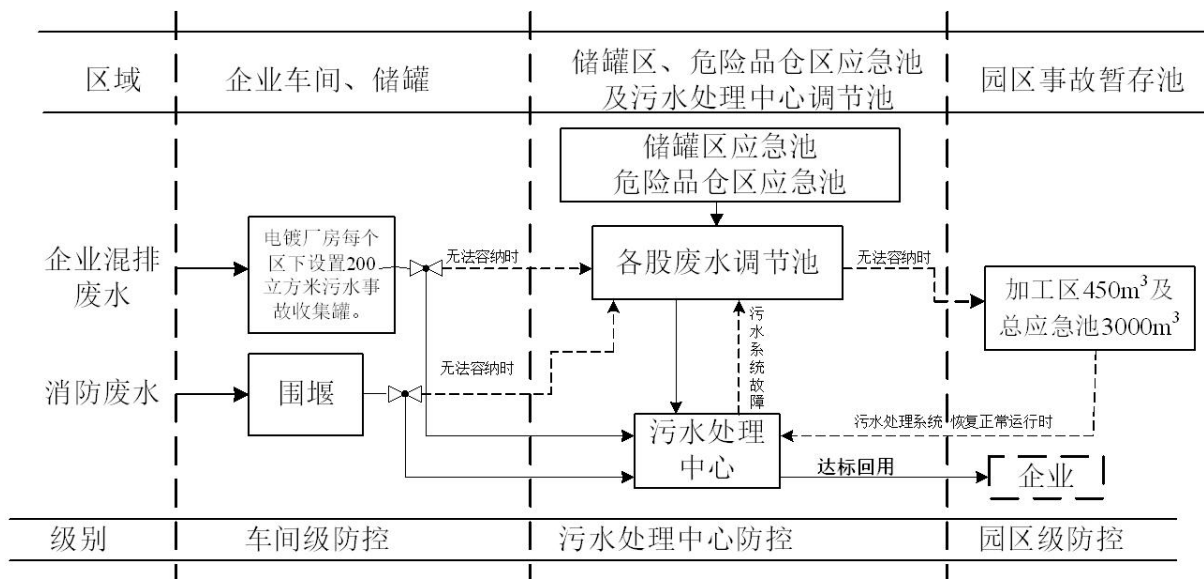 区域
企业车间、储罐
储罐区、危险品仓区应急池
及污水处理中心调节池
园区事故暂存池
储罐区应急池
危险品仓区应急池
企业混排
废水
电镀厂房每个
区下设置200
立方米污水事
故收集罐。
无法容纳时
各股废水调节池
无法容纳时
加工区450m³及
总应急池3000m³
消防废水
围堰
无法容纳时
污水系统故障
污水处理
中心
污水处理系统 恢复正常运行时
达标回用
企业
级别
车间级防控
污水处理中心防控
园区级防控